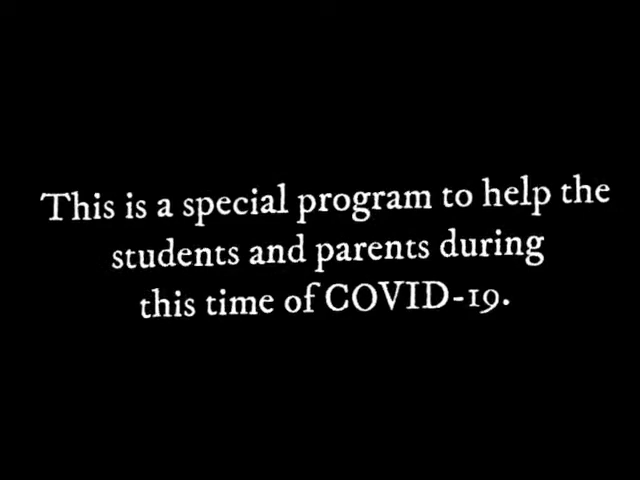 This is a special program to help the
students and parents during
this time of COVID-19.